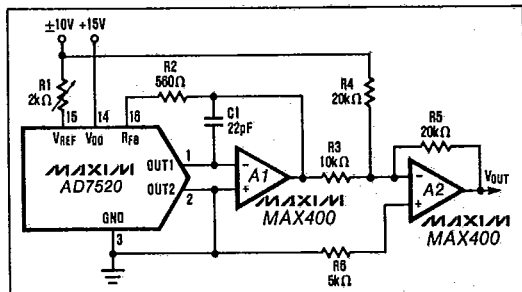 ±10V +15V
R1
2kΩ
R2
560Ω
C1
22pF
R4
20kΩ
R5
20kΩ
15 14 16
VREF VDD RFB
MAXIM
AD7520
OUT1 1
OUT2 2
GND
3
A1
MAXIM
MAX400
R3
10kΩ
A2
VOUT
MAXIM
MAX400
R6
5kΩ